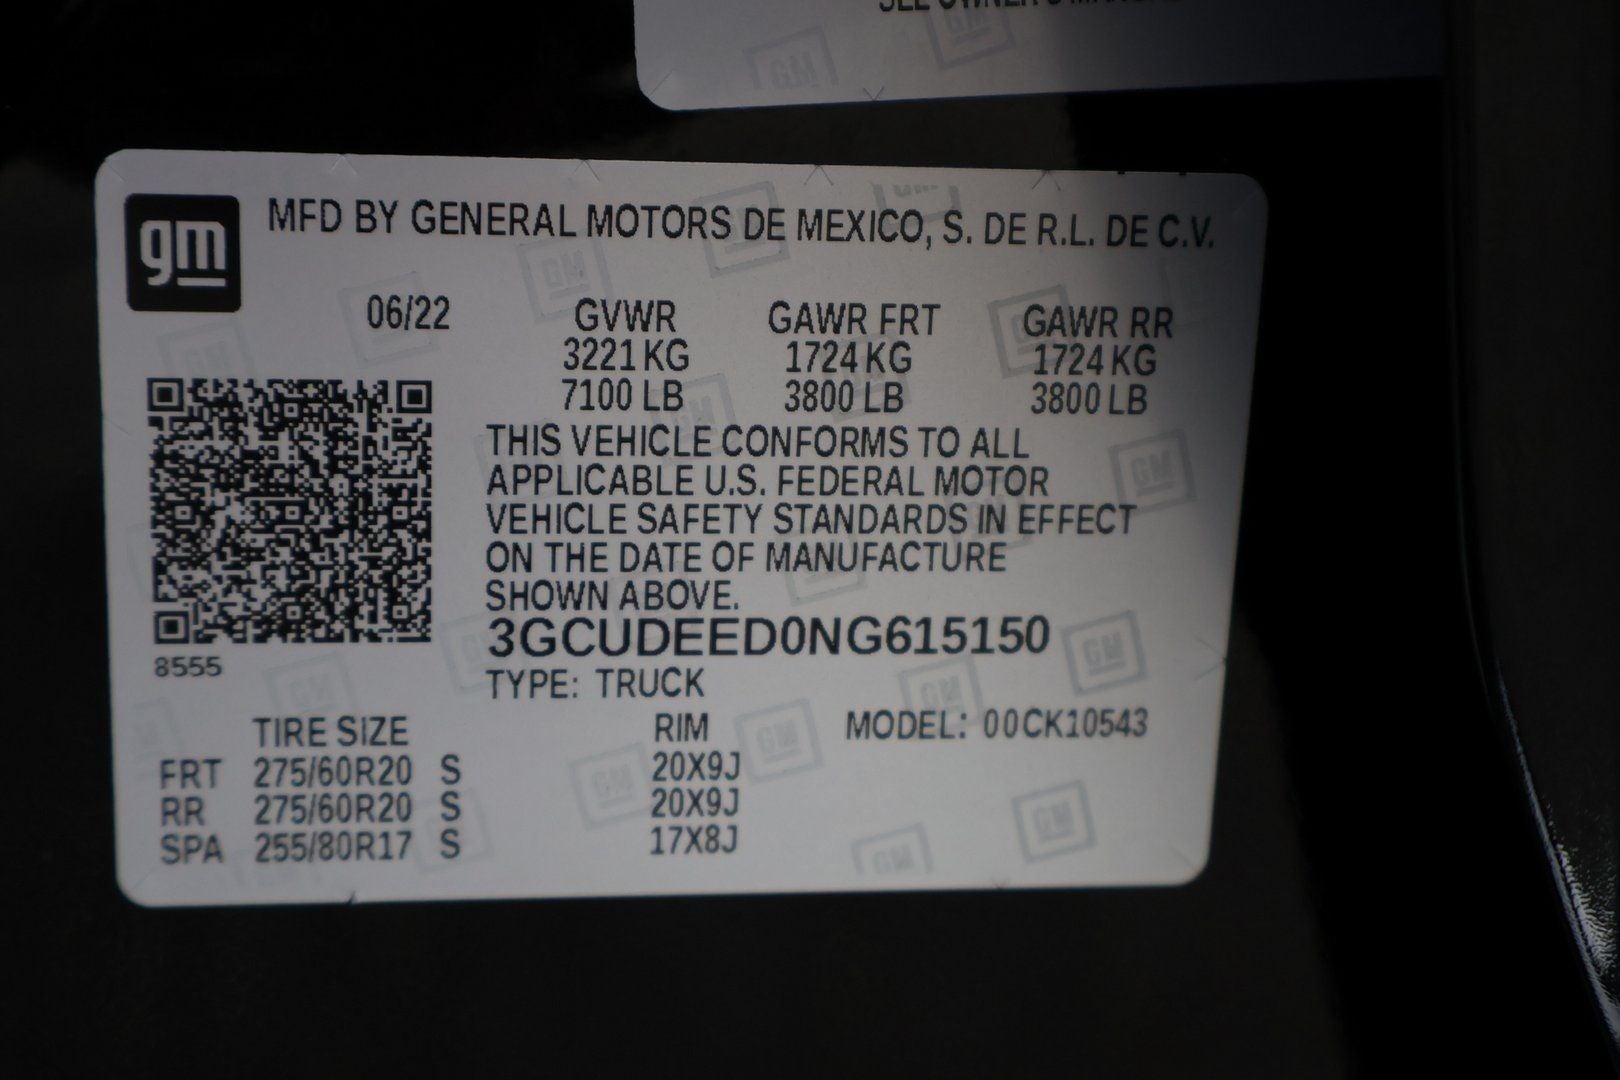 SEE OWNER'S MANUAL
gm
MFD BY GENERAL MOTORS DE MEXICO, S. DE R.L. DE C.V.
06/22 GVWR GAWR FRT GAWR RR
3221 KG 1724 KG 1724 KG
7100 LB 3800 LB 3800 LB
THIS VEHICLE CONFORMS TO ALL
APPLICABLE U.S. FEDERAL MOTOR
VEHICLE SAFETY STANDARDS IN EFFECT
ON THE DATE OF MANUFACTURE
SHOWN ABOVE.
3GCUDEED0NG615150
8555
TYPE: TRUCK
TIRE SIZE RIM MODEL: 00CK10543
FRT 275/60R20 S 20X9J
RR 275/60R20 S 20X9J
SPA 255/80R17 S 17X8J